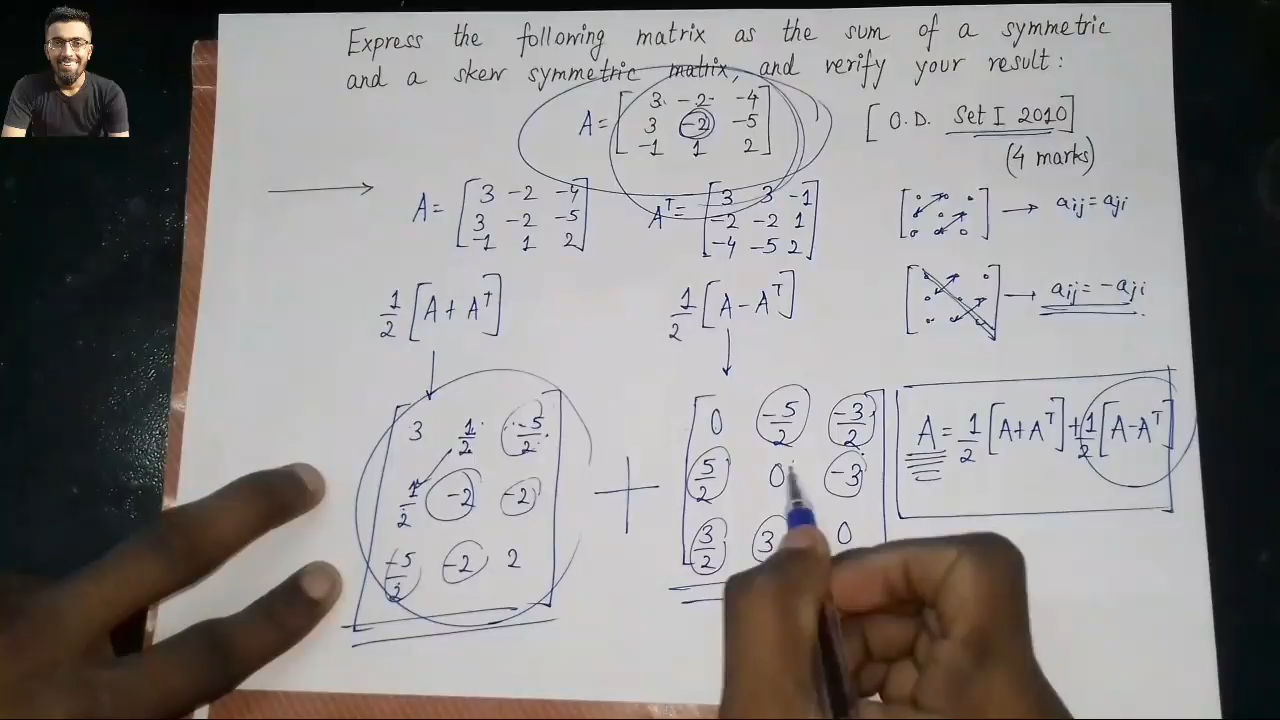 Express the following matrix as the sum of a symmetric
and a skew symmetric matrix, and verify your result:
A= [ 3 -2 -4
3 -2 -5
-1 1 2 ]
[ O.D. Set I 2010]
(4 marks)
A= [ 3 -2 -4
3 -2 -5
-1 1 2 ]
Aᵀ= [ 3 3 -1
-2 -2 1
-4 -5 2 ]
→ aij = aji
1/2 [A + Aᵀ]
1/2 [A - Aᵀ]
→ aij = -aji
[ 3 1/2 -5/2
1/2 -2 -2
-5/2 -2 2 ]
+
[ 0 -5/2 -3/2
5/2 0 -3
3/2 3 0
A = 1/2 [A+Aᵀ] + 1/2 [A-Aᵀ]